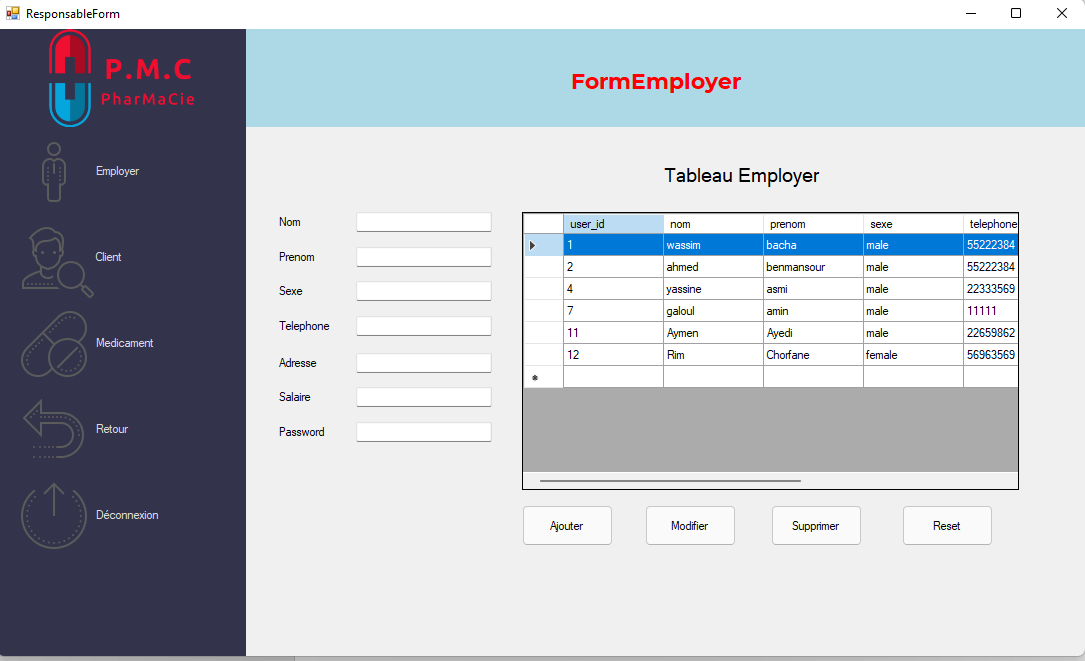 ResponsableForm
P.M.C
PharMaCie
Employer
Client
Medicament
Retour
Déconnexion
FormEmployer
Tableau Employer
Nom
Prenom
Sexe
Telephone
Adresse
Salaire
Password
user_id nom prenom sexe telephone
1 wassim bacha male 55222384
2 ahmed benmansour male 55222384
4 yassine asmi male 22333569
7 galoul amin male 11111
11 Aymen Ayedi male 22659862
12 Rim Chorfane female 56963569
Ajouter Modifier Supprimer Reset